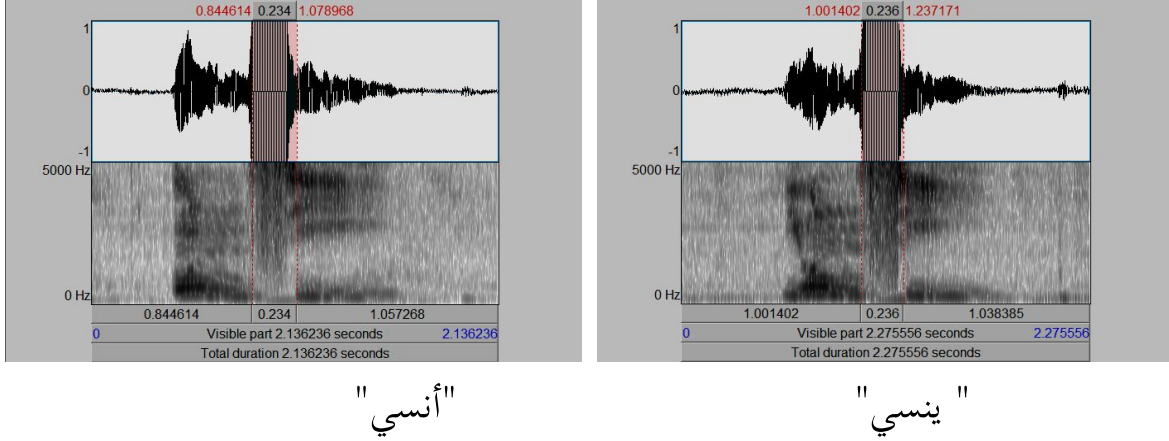 0.844614 0.234 1.078968
1
0
-1
5000 Hz
0 Hz
0.844614 0.234 1.057268
0 Visible part 2.136236 seconds 2.136236
Total duration 2.136236 seconds
"أنسي"
1.001402 0.236 1.237171
1
0
-1
5000 Hz
0 Hz
1.001402 0.236 1.038385
0 Visible part 2.275556 seconds 2.275556
Total duration 2.275556 seconds
" ينسي"